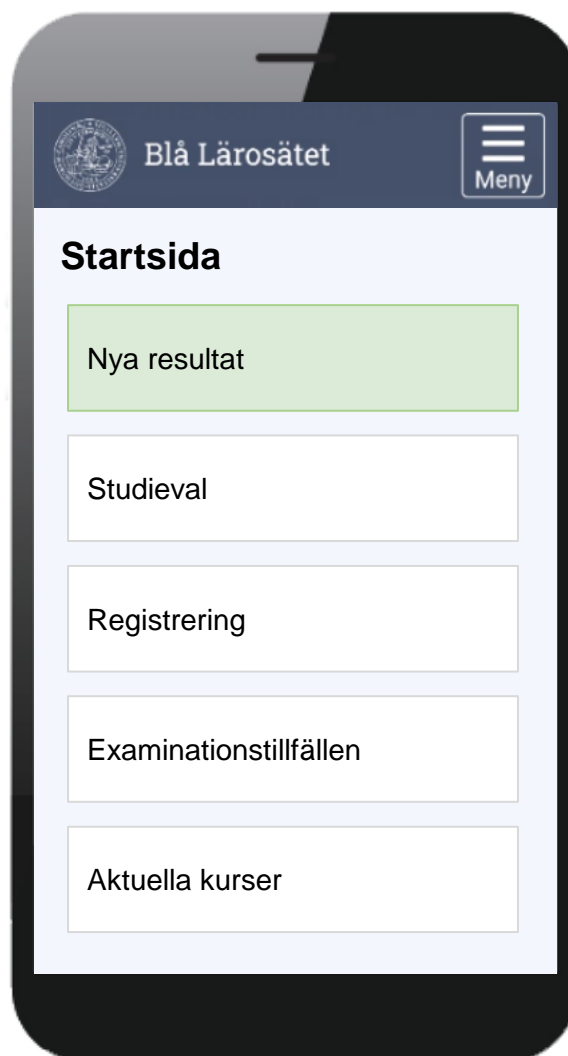 Blå Lärosätet
Meny
Startsida
Nya resultat
Studieval
Registrering
Examinationstillfällen
Aktuella kurser